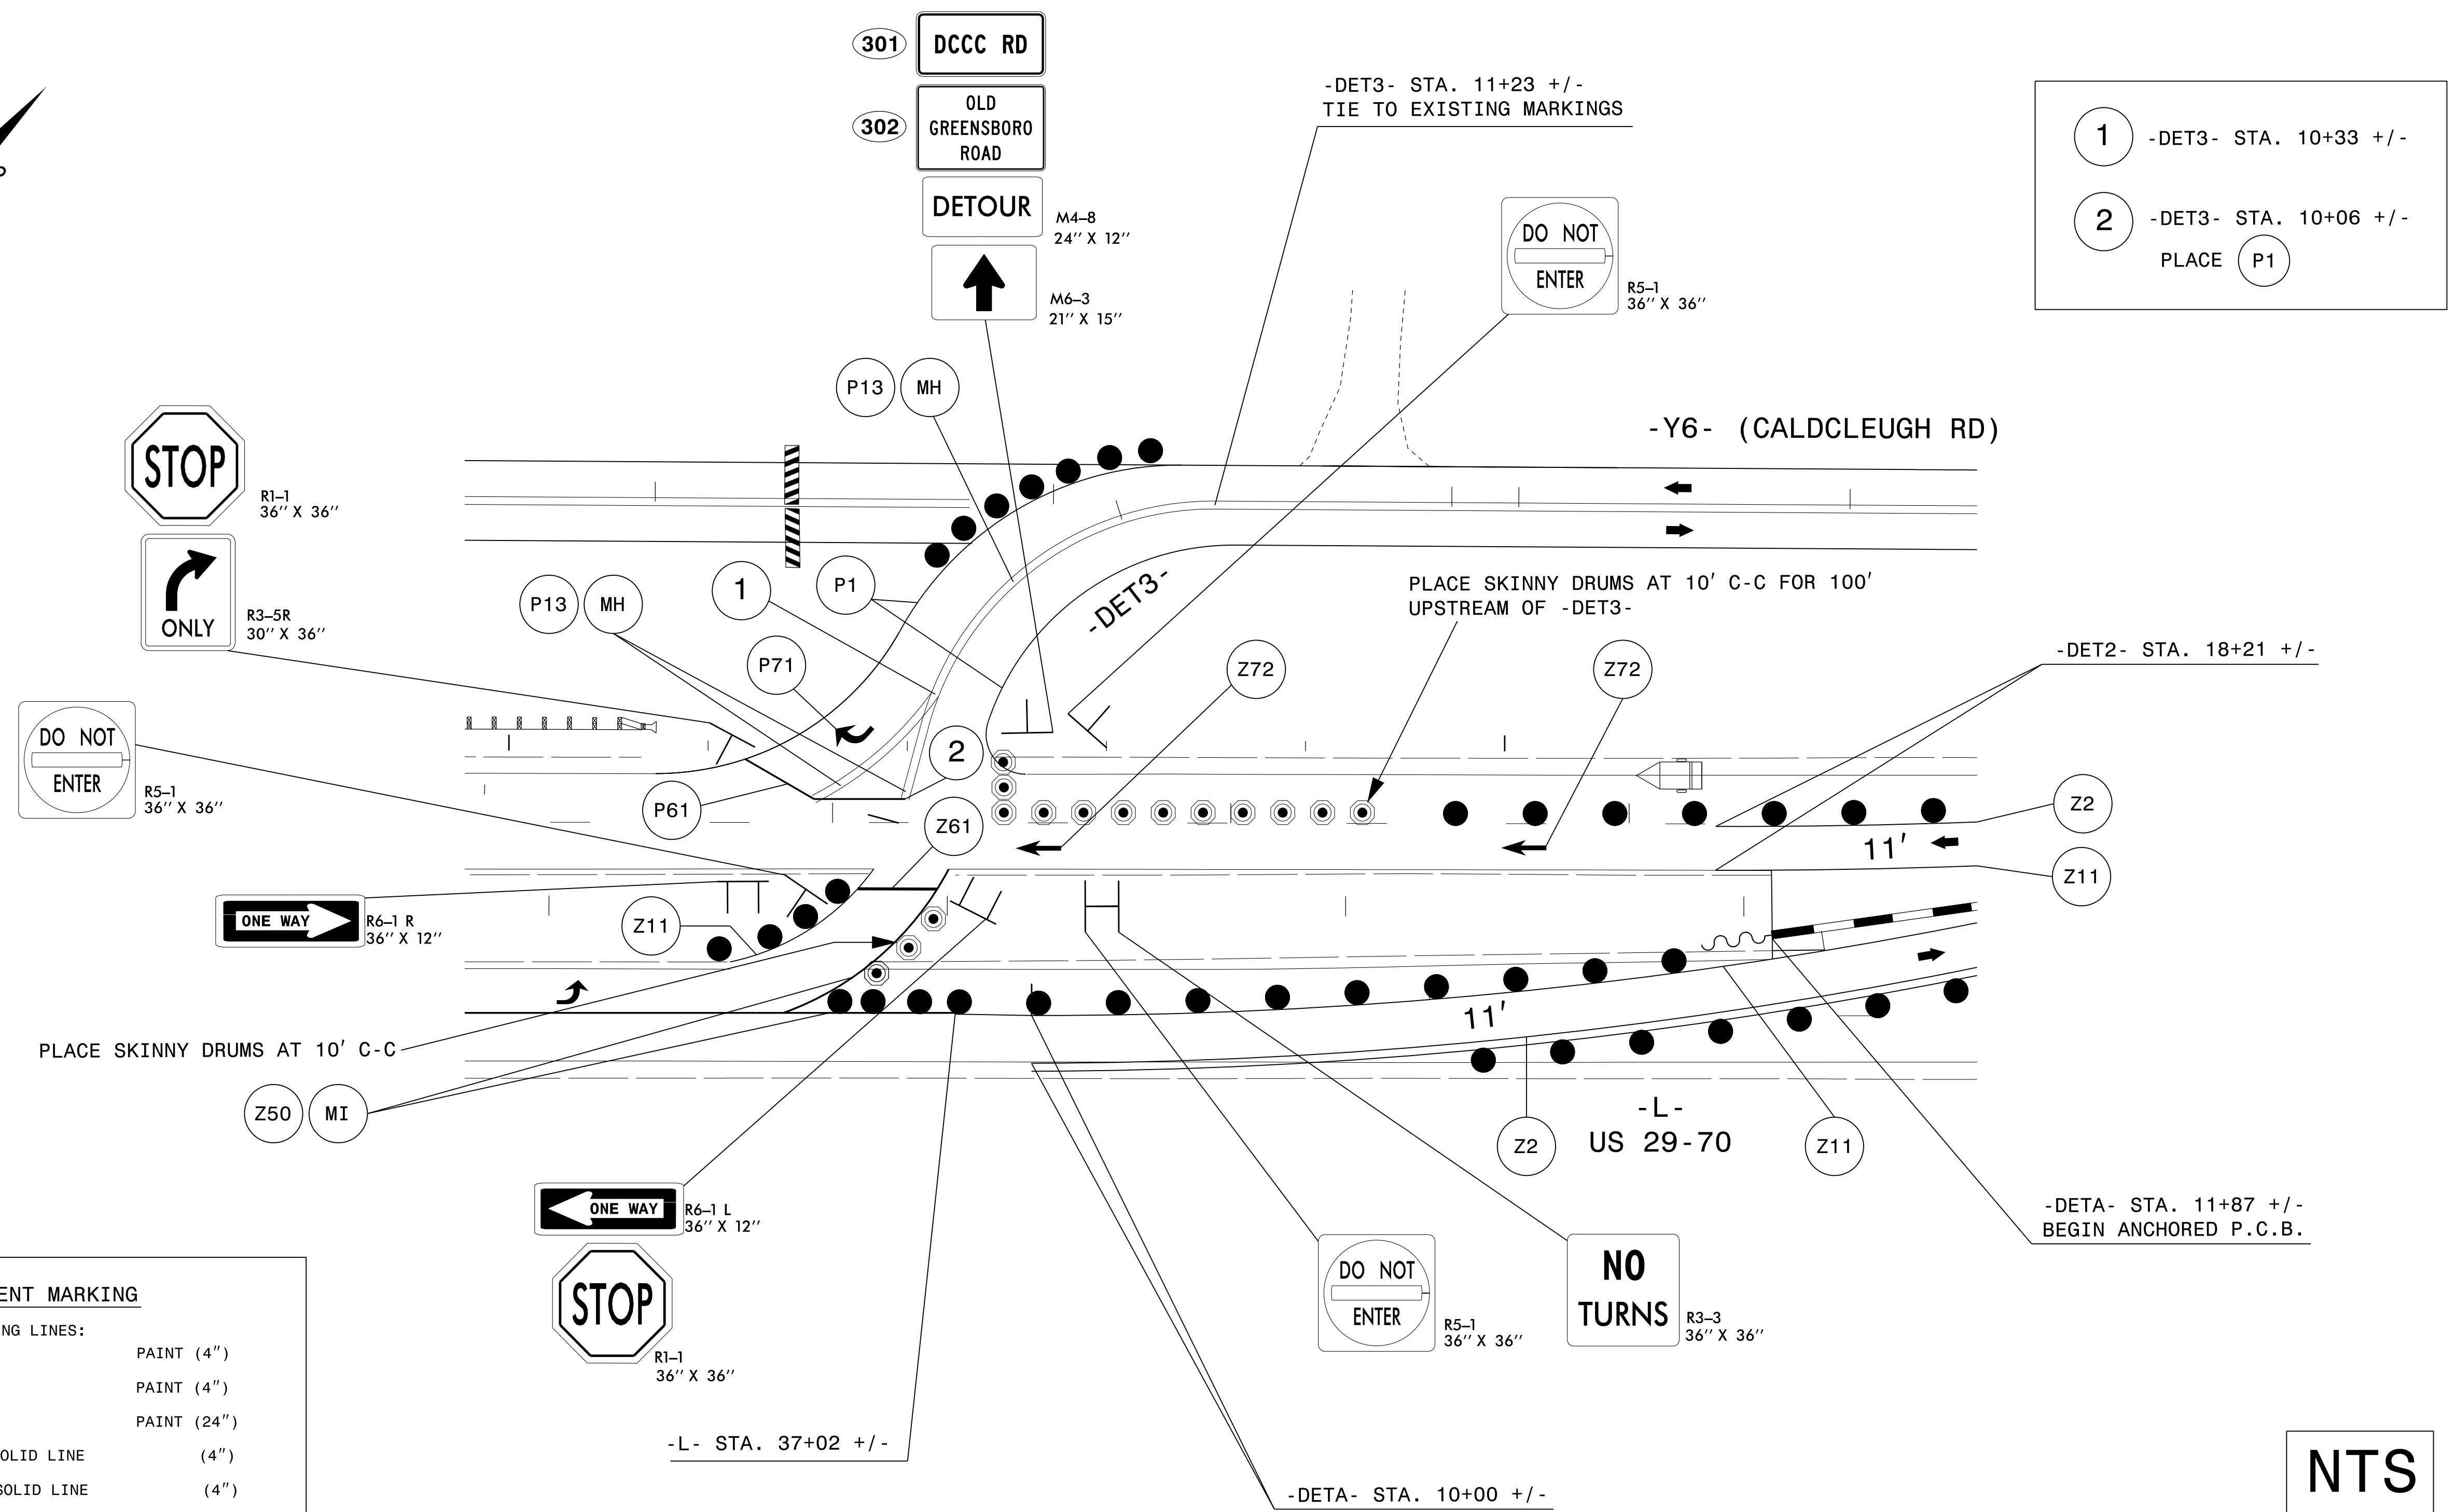 301
DCCC RD
302
OLD
GREENSBORO
ROAD
DETOUR
M4-8
24'' X 12''
M6-3
21'' X 15''
-DET3- STA. 11+23 +/-
TIE TO EXISTING MARKINGS
DO NOT
ENTER
R5-1
36'' X 36''
1
-DET3- STA. 10+33 +/-
2
-DET3- STA. 10+06 +/-
PLACE P1
P13 MH
-Y6- (CALDCLEUGH RD)
STOP
R1-1
36'' X 36''
ONLY
R3-5R
30'' X 36''
P13 MH
1
P1
-DET3-
PLACE SKINNY DRUMS AT 10' C-C FOR 100'
UPSTREAM OF -DET3-
P71
Z72
Z72
-DET2- STA. 18+21 +/-
DO NOT
ENTER
R5-1
36'' X 36''
2
P61
Z61
Z2
11'
Z11
ONE WAY
R6-1 R
36'' X 12''
Z11
11'
PLACE SKINNY DRUMS AT 10' C-C
Z50 MI
Z2
-L-
US 29-70
Z11
ONE WAY
R6-1 L
36'' X 12''
STOP
R1-1
36'' X 36''
DO NOT
ENTER
R5-1
36'' X 36''
NO
TURNS
R3-3
36'' X 36''
-DETA- STA. 11+87 +/-
BEGIN ANCHORED P.C.B.
ENT MARKING
NG LINES:
PAINT (4")
PAINT (4")
PAINT (24")
OLID LINE (4")
SOLID LINE (4")
-L- STA. 37+02 +/-
-DETA- STA. 10+00 +/-
NTS